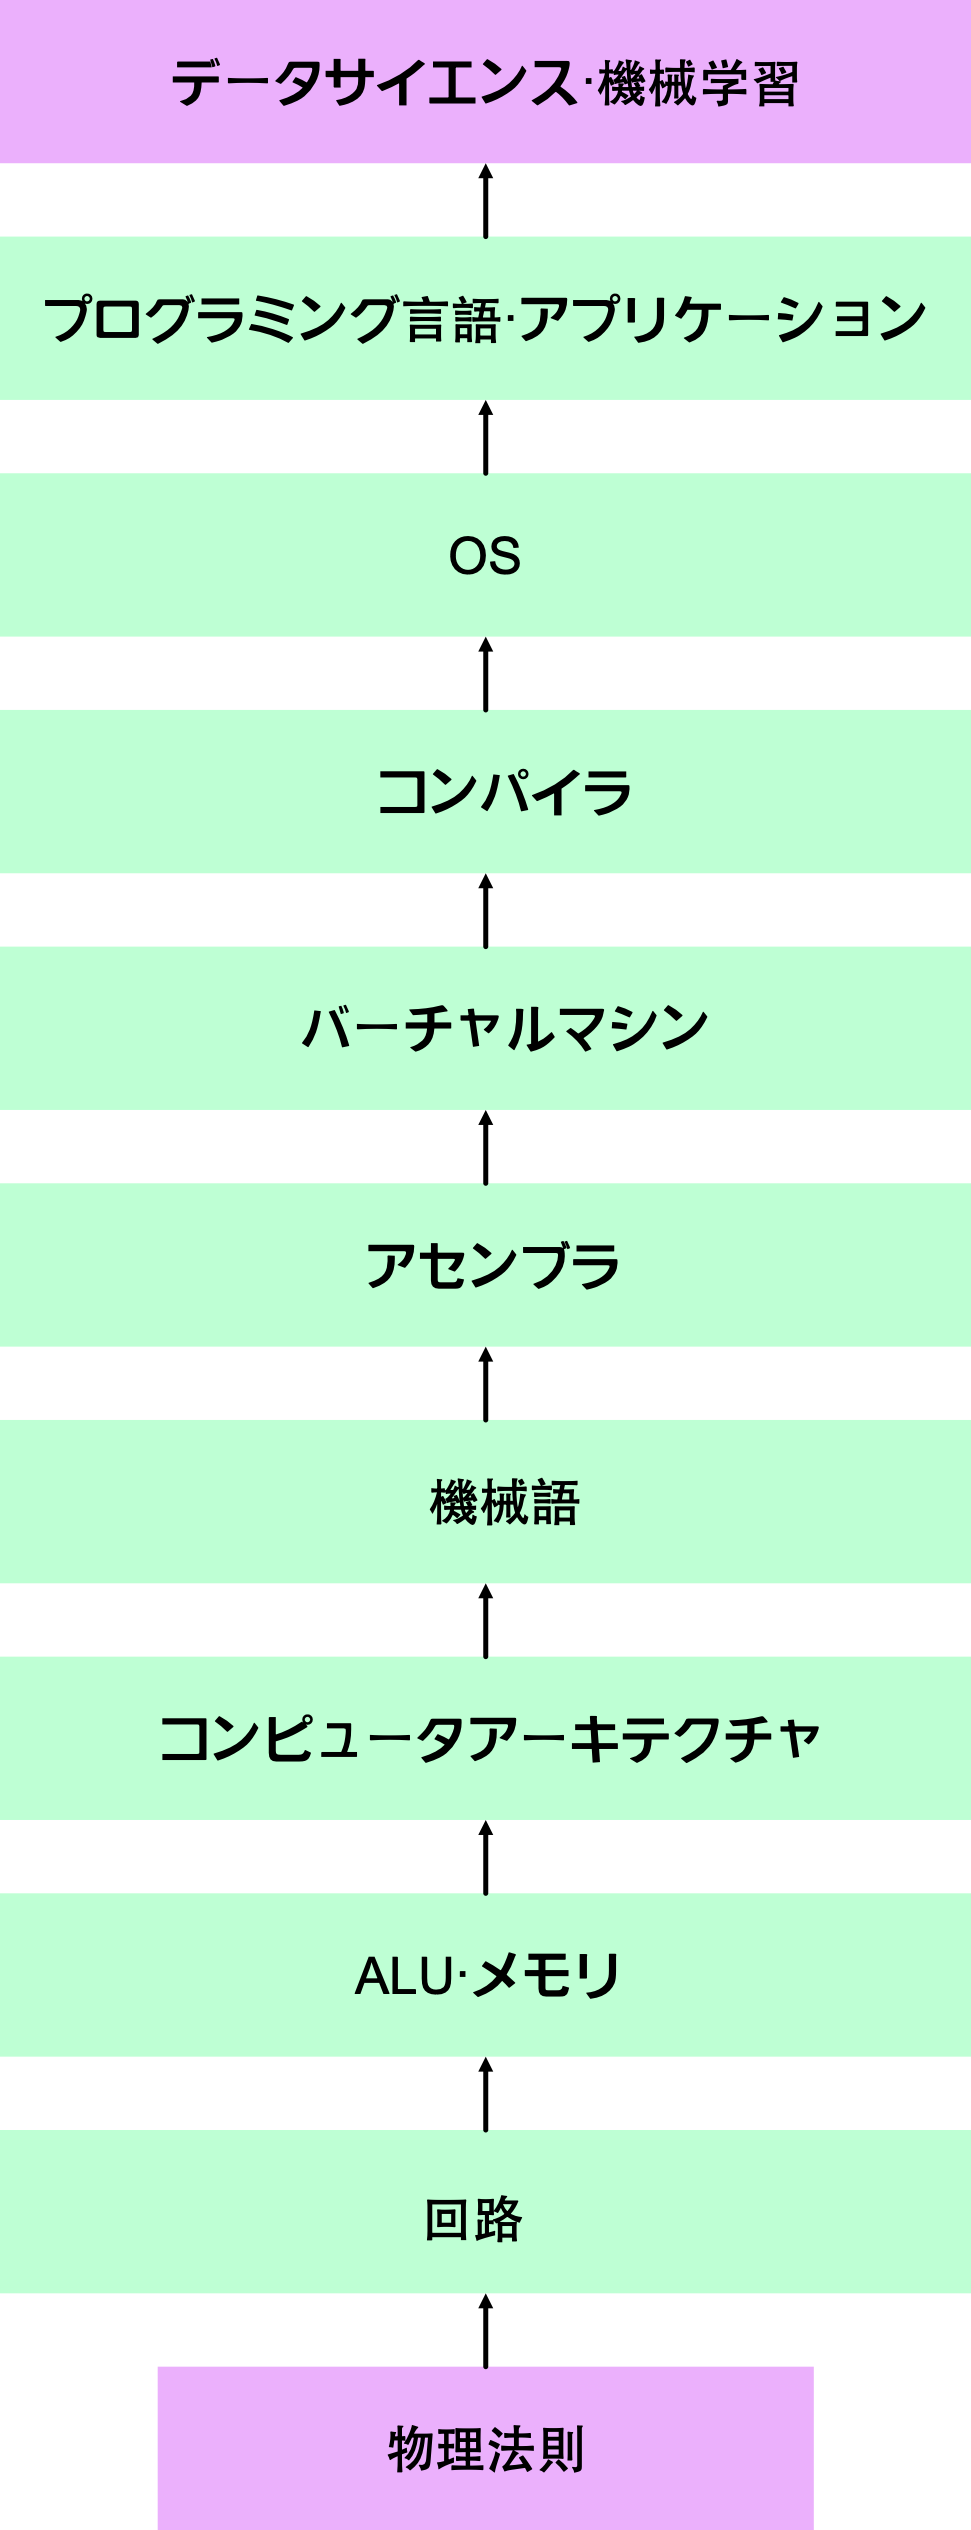 データサイエンス·機械学習
プログラミング言語·アプリケーション
OS
コンパイラ
バーチャルマシン
アセンブラ
機械語
コンピュータアーキテクチャ
ALU·メモリ
回路
物理法則